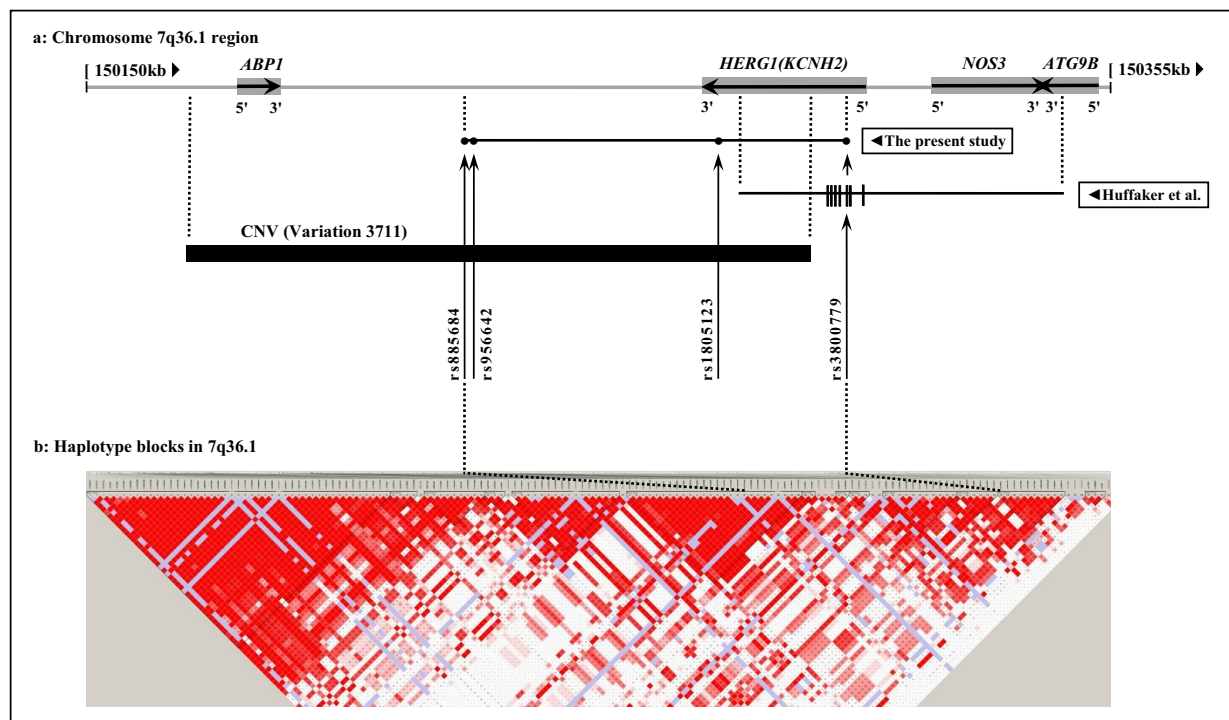 a: Chromosome 7q36.1 region
[ 150150kb
ABP1
HERG1(KCNH2)
NOS3
ATG9B
[ 150355kb
5' 3' 3' 5' 5' 3' 3' 5'
The present study
Huffaker et al.
CNV (Variation 3711)
rs885684
rs956642
rs1805123
rs3800779
b: Haplotype blocks in 7q36.1